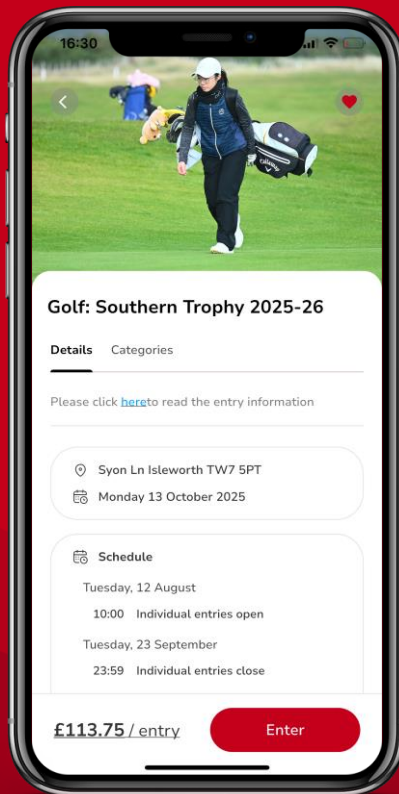 16:30
Callaway
Golf: Southern Trophy 2025-26
Details Categories
Please click hereto read the entry information
Syon Ln Isleworth TW7 5PT
Monday 13 October 2025
Schedule
Tuesday, 12 August
10:00 Individual entries open
Tuesday, 23 September
23:59 Individual entries close
£113.75 / entry Enter